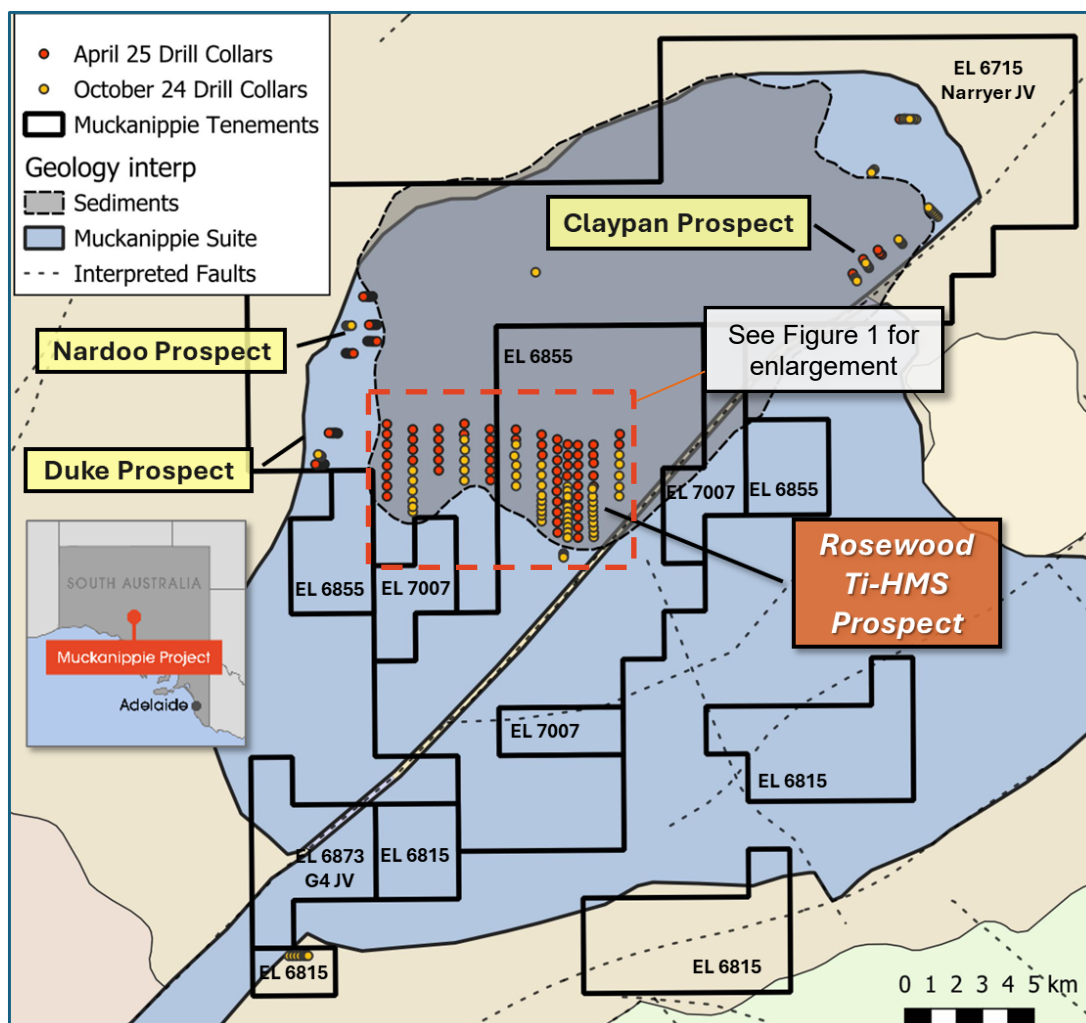 April 25 Drill Collars
October 24 Drill Collars
Muckanippie Tenements
Geology interp
Sediments
Muckanippie Suite
Interpreted Faults
EL 6715
Narryer JV
Claypan Prospect
Nardoo Prospect
EL 6855
See Figure 1 for
enlargement
Duke Prospect
EL 7007
EL 6855
EL 6855
EL 7007
Rosewood
Ti-HMS
Prospect
SOUTH AUSTRALIA
Muckanippie Project
Adelaide
EL 7007
EL 6815
EL 6873
G4 JV
EL 6815
EL 6815
EL 6815
0 1 2 3 4 5 km